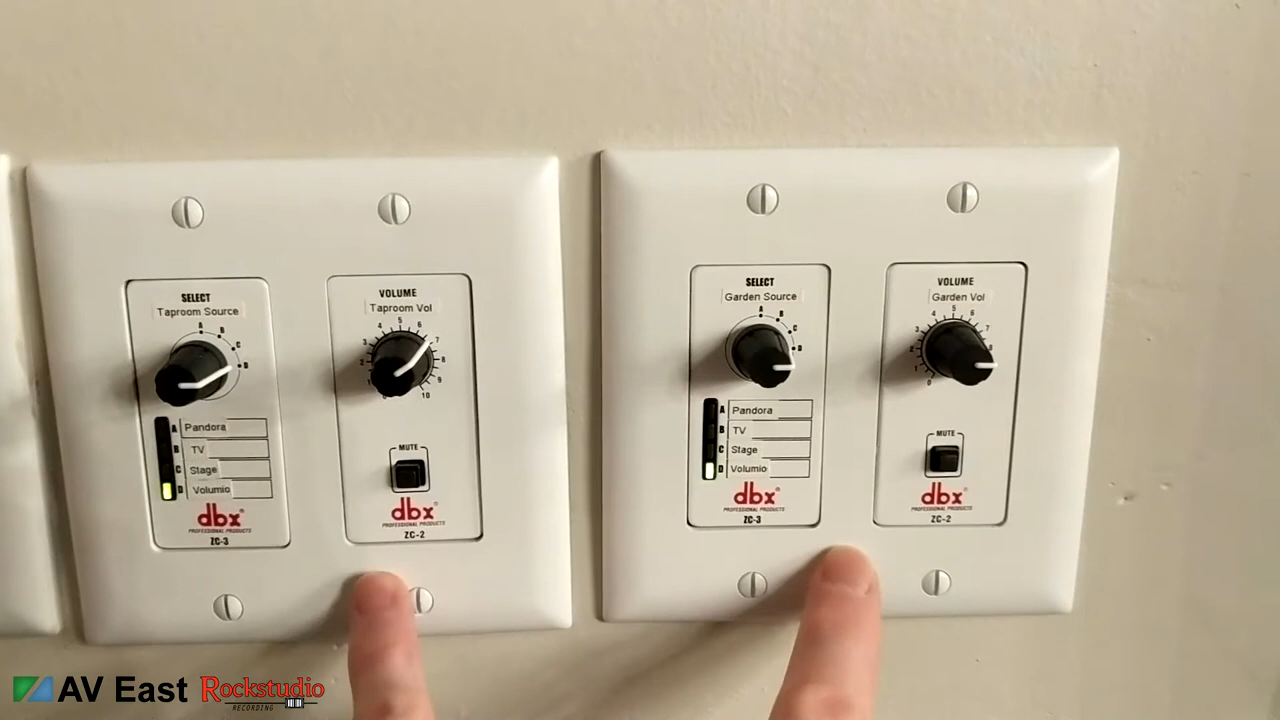 SELECT
Taproom Source
A
B
C
D
A Pandora
B TV
C Stage
D Volumio
dbx®
PROFESSIONAL PRODUCTS
ZC-3
VOLUME
Taproom Vol
2 3 4 5 6 7 8 9 10
MUTE
dbx®
PROFESSIONAL PRODUCTS
ZC-2
SELECT
Garden Source
A
B
C
D
A Pandora
B TV
C Stage
D Volumio
dbx®
PROFESSIONAL PRODUCTS
ZC-3
VOLUME
Garden Vol
0 1 2 3 4 5 6 7 8
MUTE
dbx®
PROFESSIONAL PRODUCTS
ZC-2
AV East Rockstudio
RECORDING